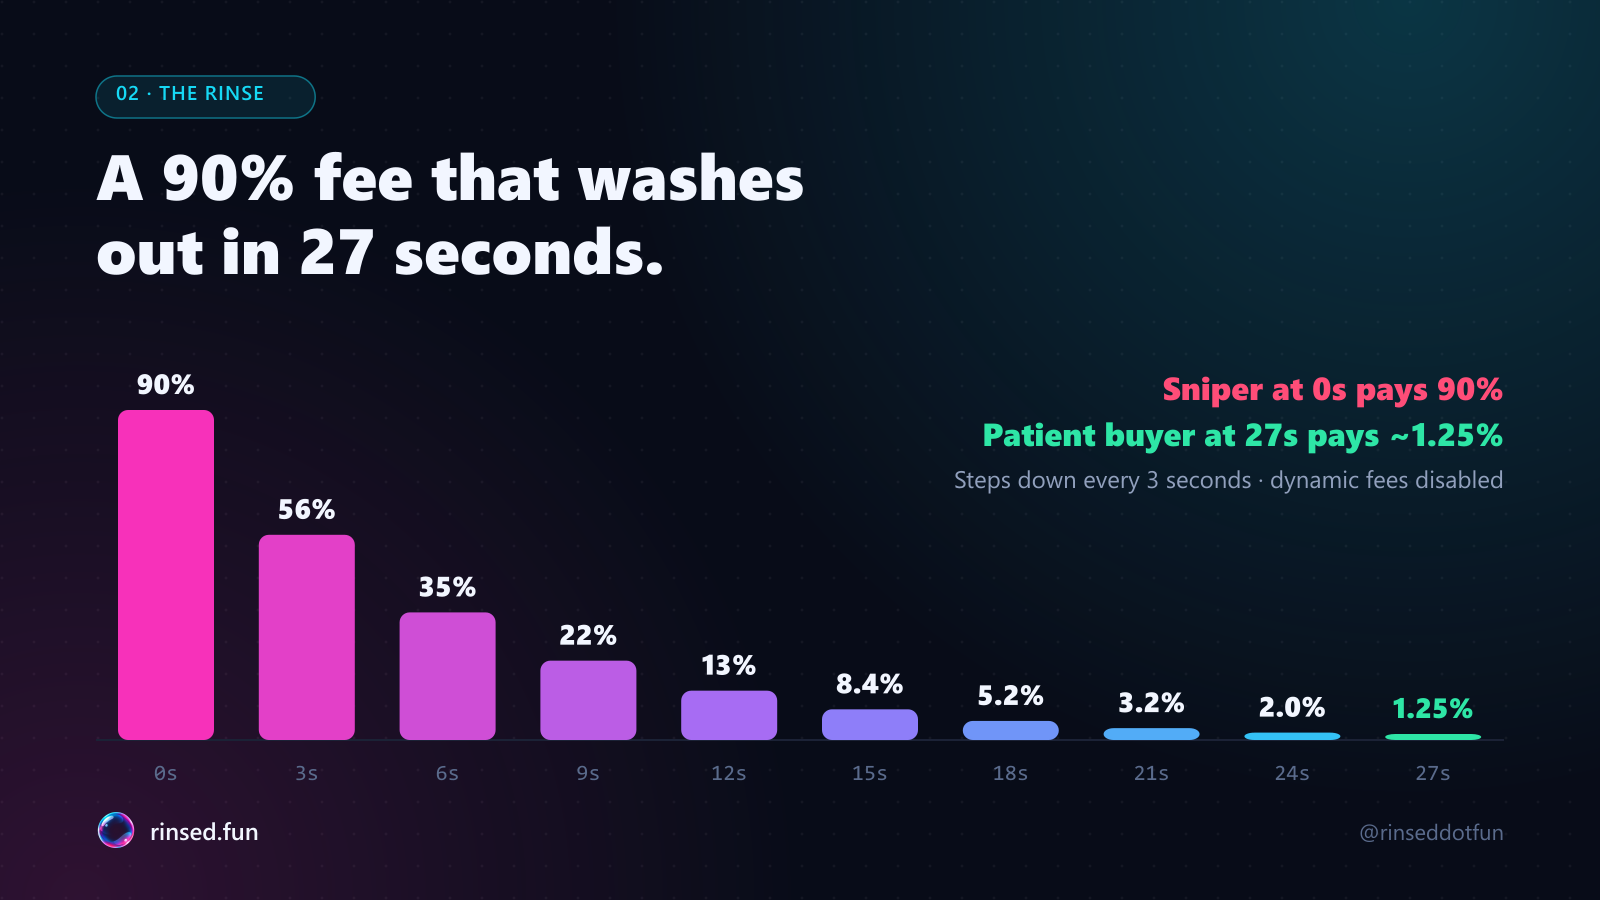 02 · THE RINSE
A 90% fee that washes
out in 27 seconds.
Sniper at 0s pays 90%
Patient buyer at 27s pays ~1.25%
Steps down every 3 seconds · dynamic fees disabled
90%
56%
35%
22%
13%
8.4%
5.2%
3.2%
2.0%
1.25%
0s
3s
6s
9s
12s
15s
18s
21s
24s
27s
rinsed.fun
@rinseddotfun